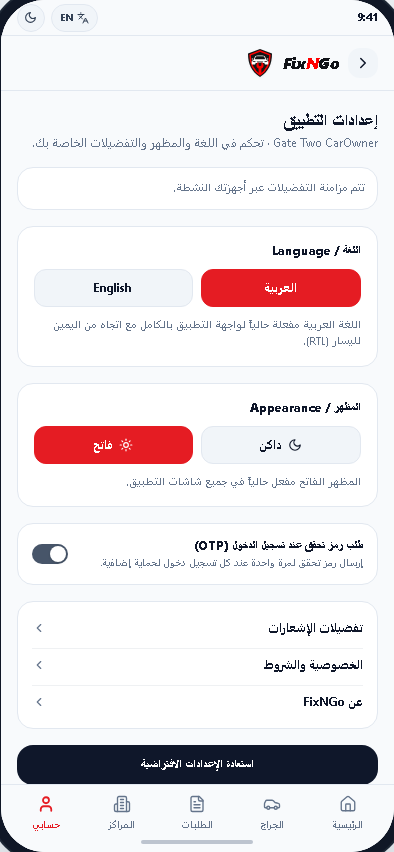 9:41
EN
FixNGo
إعدادات التطبيق
Gate Two CarOwner · تحكم في اللغة والمظهر والتفضيلات الخاصة بك.
تتم مزامنة التفضيلات عبر أجهزتك النشطة.
اللغة / Language
العربية
English
اللغة العربية مفعلة حالياً لواجهة التطبيق بالكامل مع اتجاه من اليمين
لليسار (RTL).
المظهر / Appearance
داكن
فاتح
المظهر الفاتح مفعل حالياً في جميع شاشات التطبيق.
طلب رمز تحقق عند تسجيل الدخول (OTP)
إرسال رمز تحقق لمرة واحدة عند كل تسجيل دخول لحماية إضافية.
تفضيلات الإشعارات
الخصوصية والشروط
عن FixNGo
استعادة الإعدادات الافتراضية
الرئيسية
الجراج
الطلبات
المراكز
حسابي